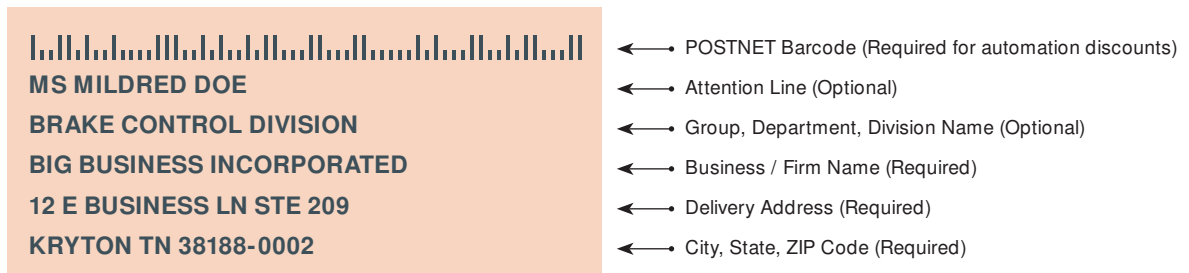 POSTNET Barcode (Required for automation discounts)
MS MILDRED DOE Attention Line (Optional)
BRAKE CONTROL DIVISION Group, Department, Division Name (Optional)
BIG BUSINESS INCORPORATED Business / Firm Name (Required)
12 E BUSINESS LN STE 209 Delivery Address (Required)
KRYTON TN 38188-0002 City, State, ZIP Code (Required)